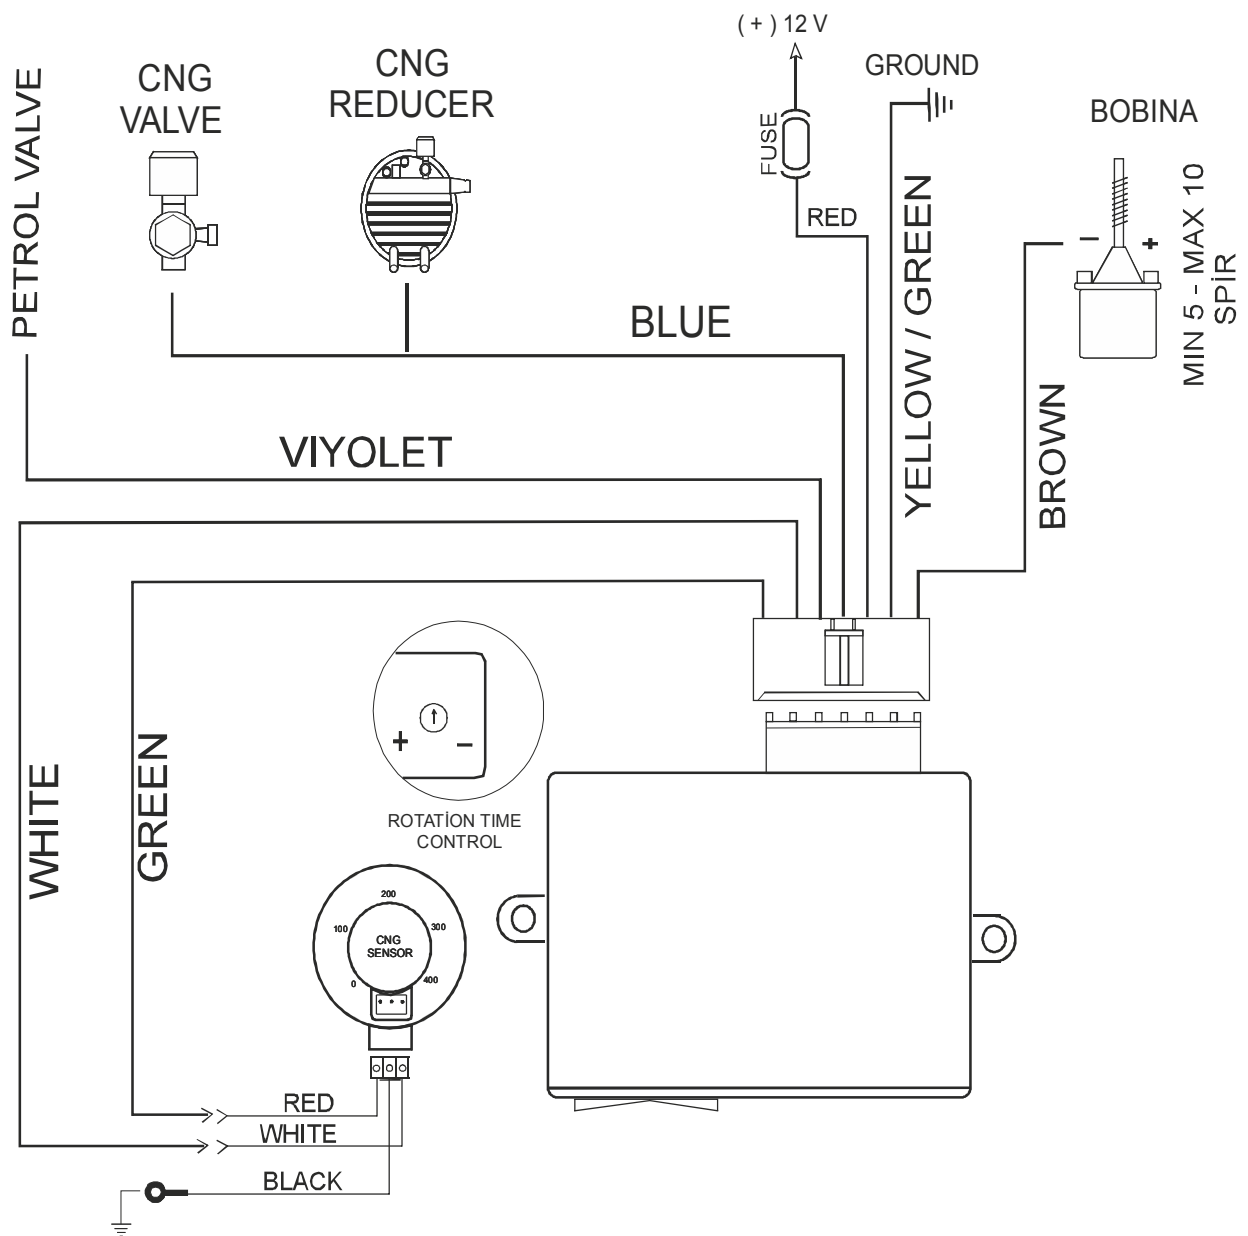 ( + ) 12 V
CNG
VALVE
CNG
REDUCER
GROUND
BOBINA
PETROL VALVE
FUSE
RED
YELLOW / GREEN
MIN 5 - MAX 10
SPİR
−
+
BLUE
BROWN
VIYOLET
WHITE
GREEN
+
−
ROTATİON TIME
CONTROL
200
100
300
CNG
SENSOR
0
400
RED
WHITE
BLACK